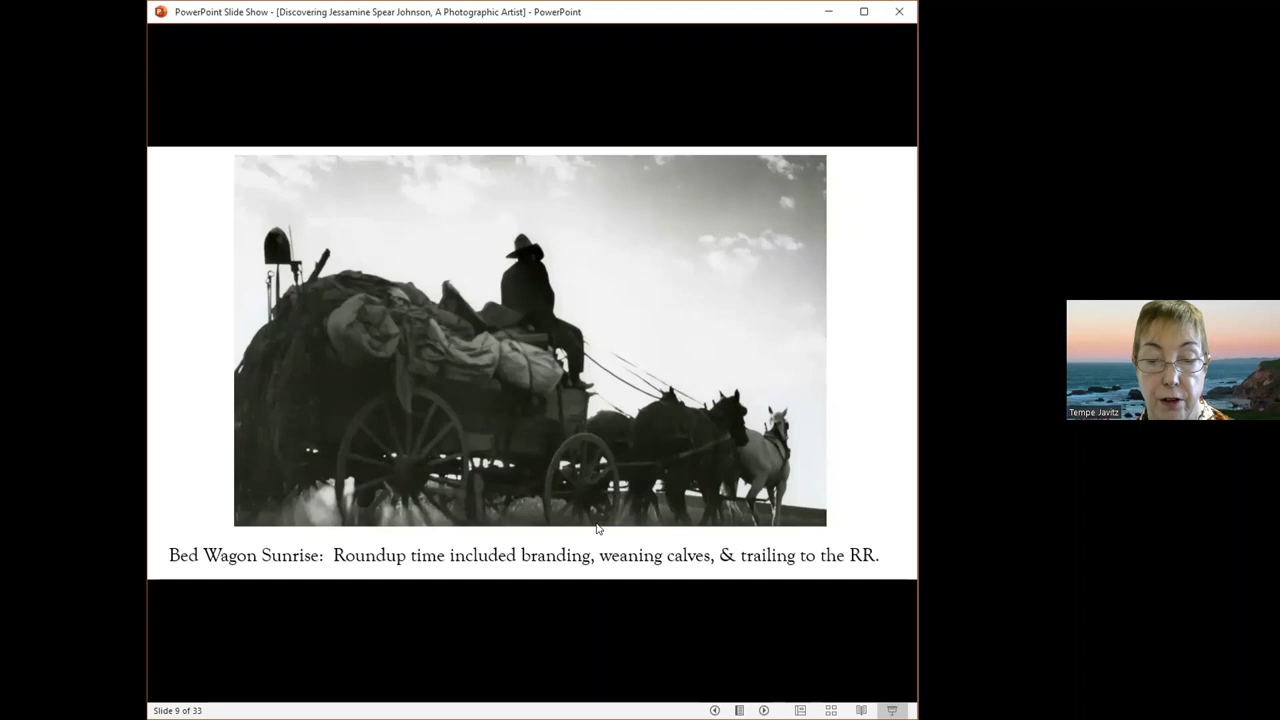 PowerPoint Slide Show - [Discovering Jessamine Spear Johnson, A Photographic Artist] - PowerPoint
Tempe Javitz
Bed Wagon Sunrise: Roundup time included branding, weaning calves, & trailing to the RR.
Slide 9 of 33